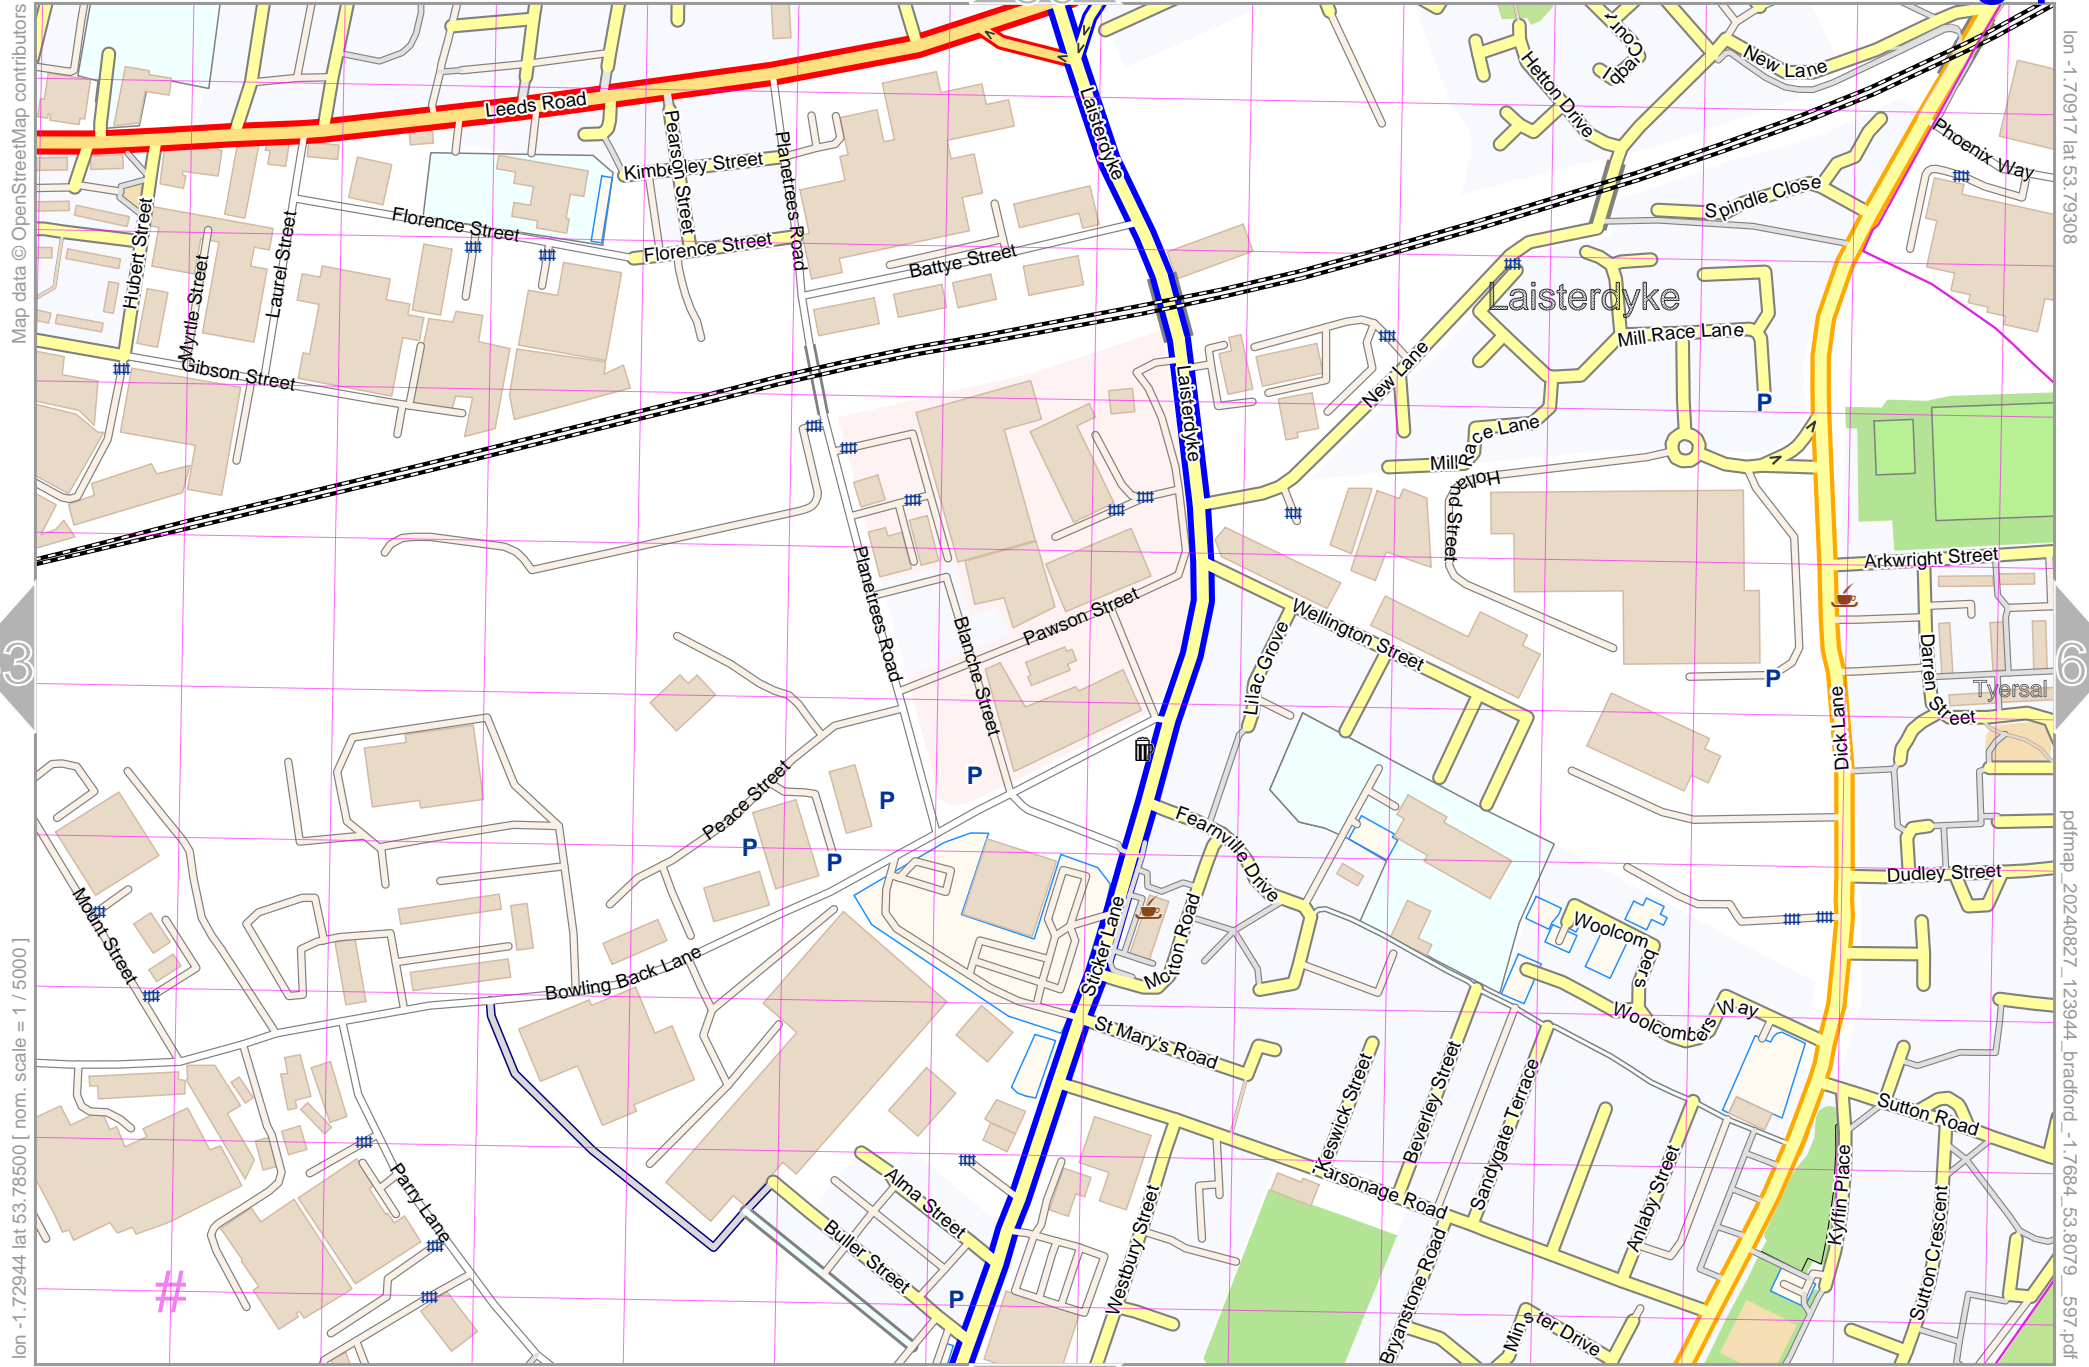 Map data © OpenStreetMap contributors
lon -1.72944 lat 53.78500 [ nom. scale = 1 / 5000 ]
lon -1.70917 lat 53.79308
pdfmap_20240827_123944_bradford_-1.7684_53.8079__597.pdf
Leeds Road
Laisterdyke
Hetton Drive
Iqbal Court
New Lane
Phoenix Way
Pearson Street
Kimberley Street
Planetrees Road
Spindle Close
Hubert Street
Florence Street
Florence Street
Battye Street
Laurel Street
Myrtle Street
Gibson Street
Laisterdyke
Mill Race Lane
New Lane
Laisterdyke
P
Mill Race Lane
Holland Street
Arkwright Street
Planetrees Road
Pawson Street
Blanche Street
Wellington Street
Lilac Grove
Darren Street
Tyersal
3
6
P
Dick Lane
P
P
P
P
Peace Street
Fearnville Drive
Dudley Street
Mount Street
Bowling Back Lane
Sticker Lane
Morton Road
Woolcombers
Woolcombers Way
St Mary's Road
Keswick Street
Beverley Street
Sandygate Terrace
Sutton Road
Parry Lane
Alma Street
Buller Street
Parsonage Road
Westbury Street
Anlaby Street
Kyffin Place
Sutton Crescent
Bryanstone Road
Minster Drive
P
#